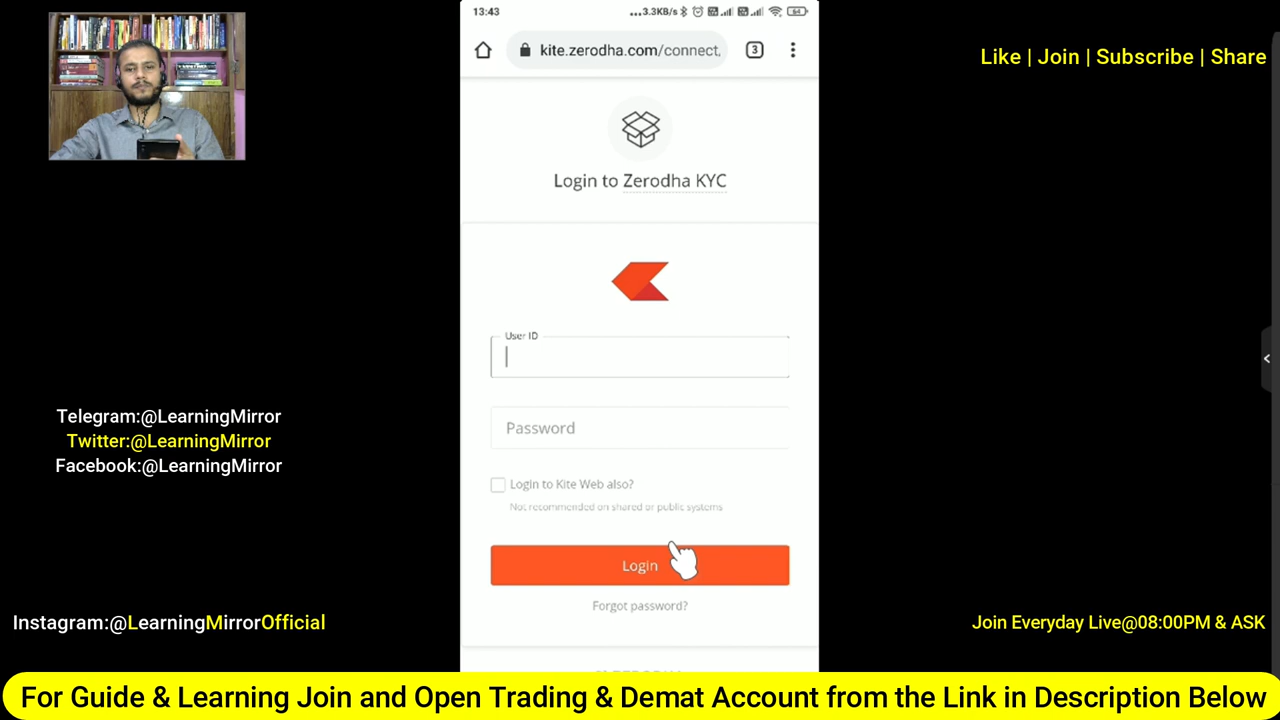 13:43
...3.3KB/s
64
kite.zerodha.com/connect.
3
Like | Join | Subscribe | Share
Login to Zerodha KYC
User ID
Password
Telegram:@LearningMirror
Twitter:@LearningMirror
Facebook:@LearningMirror
Login to Kite Web also?
Not recommended on shared or public systems
Login
Forgot password?
Instagram:@LearningMirrorOfficial
Join Everyday Live@08:00PM & ASK
For Guide & Learning Join and Open Trading & Demat Account from the Link in Description Below